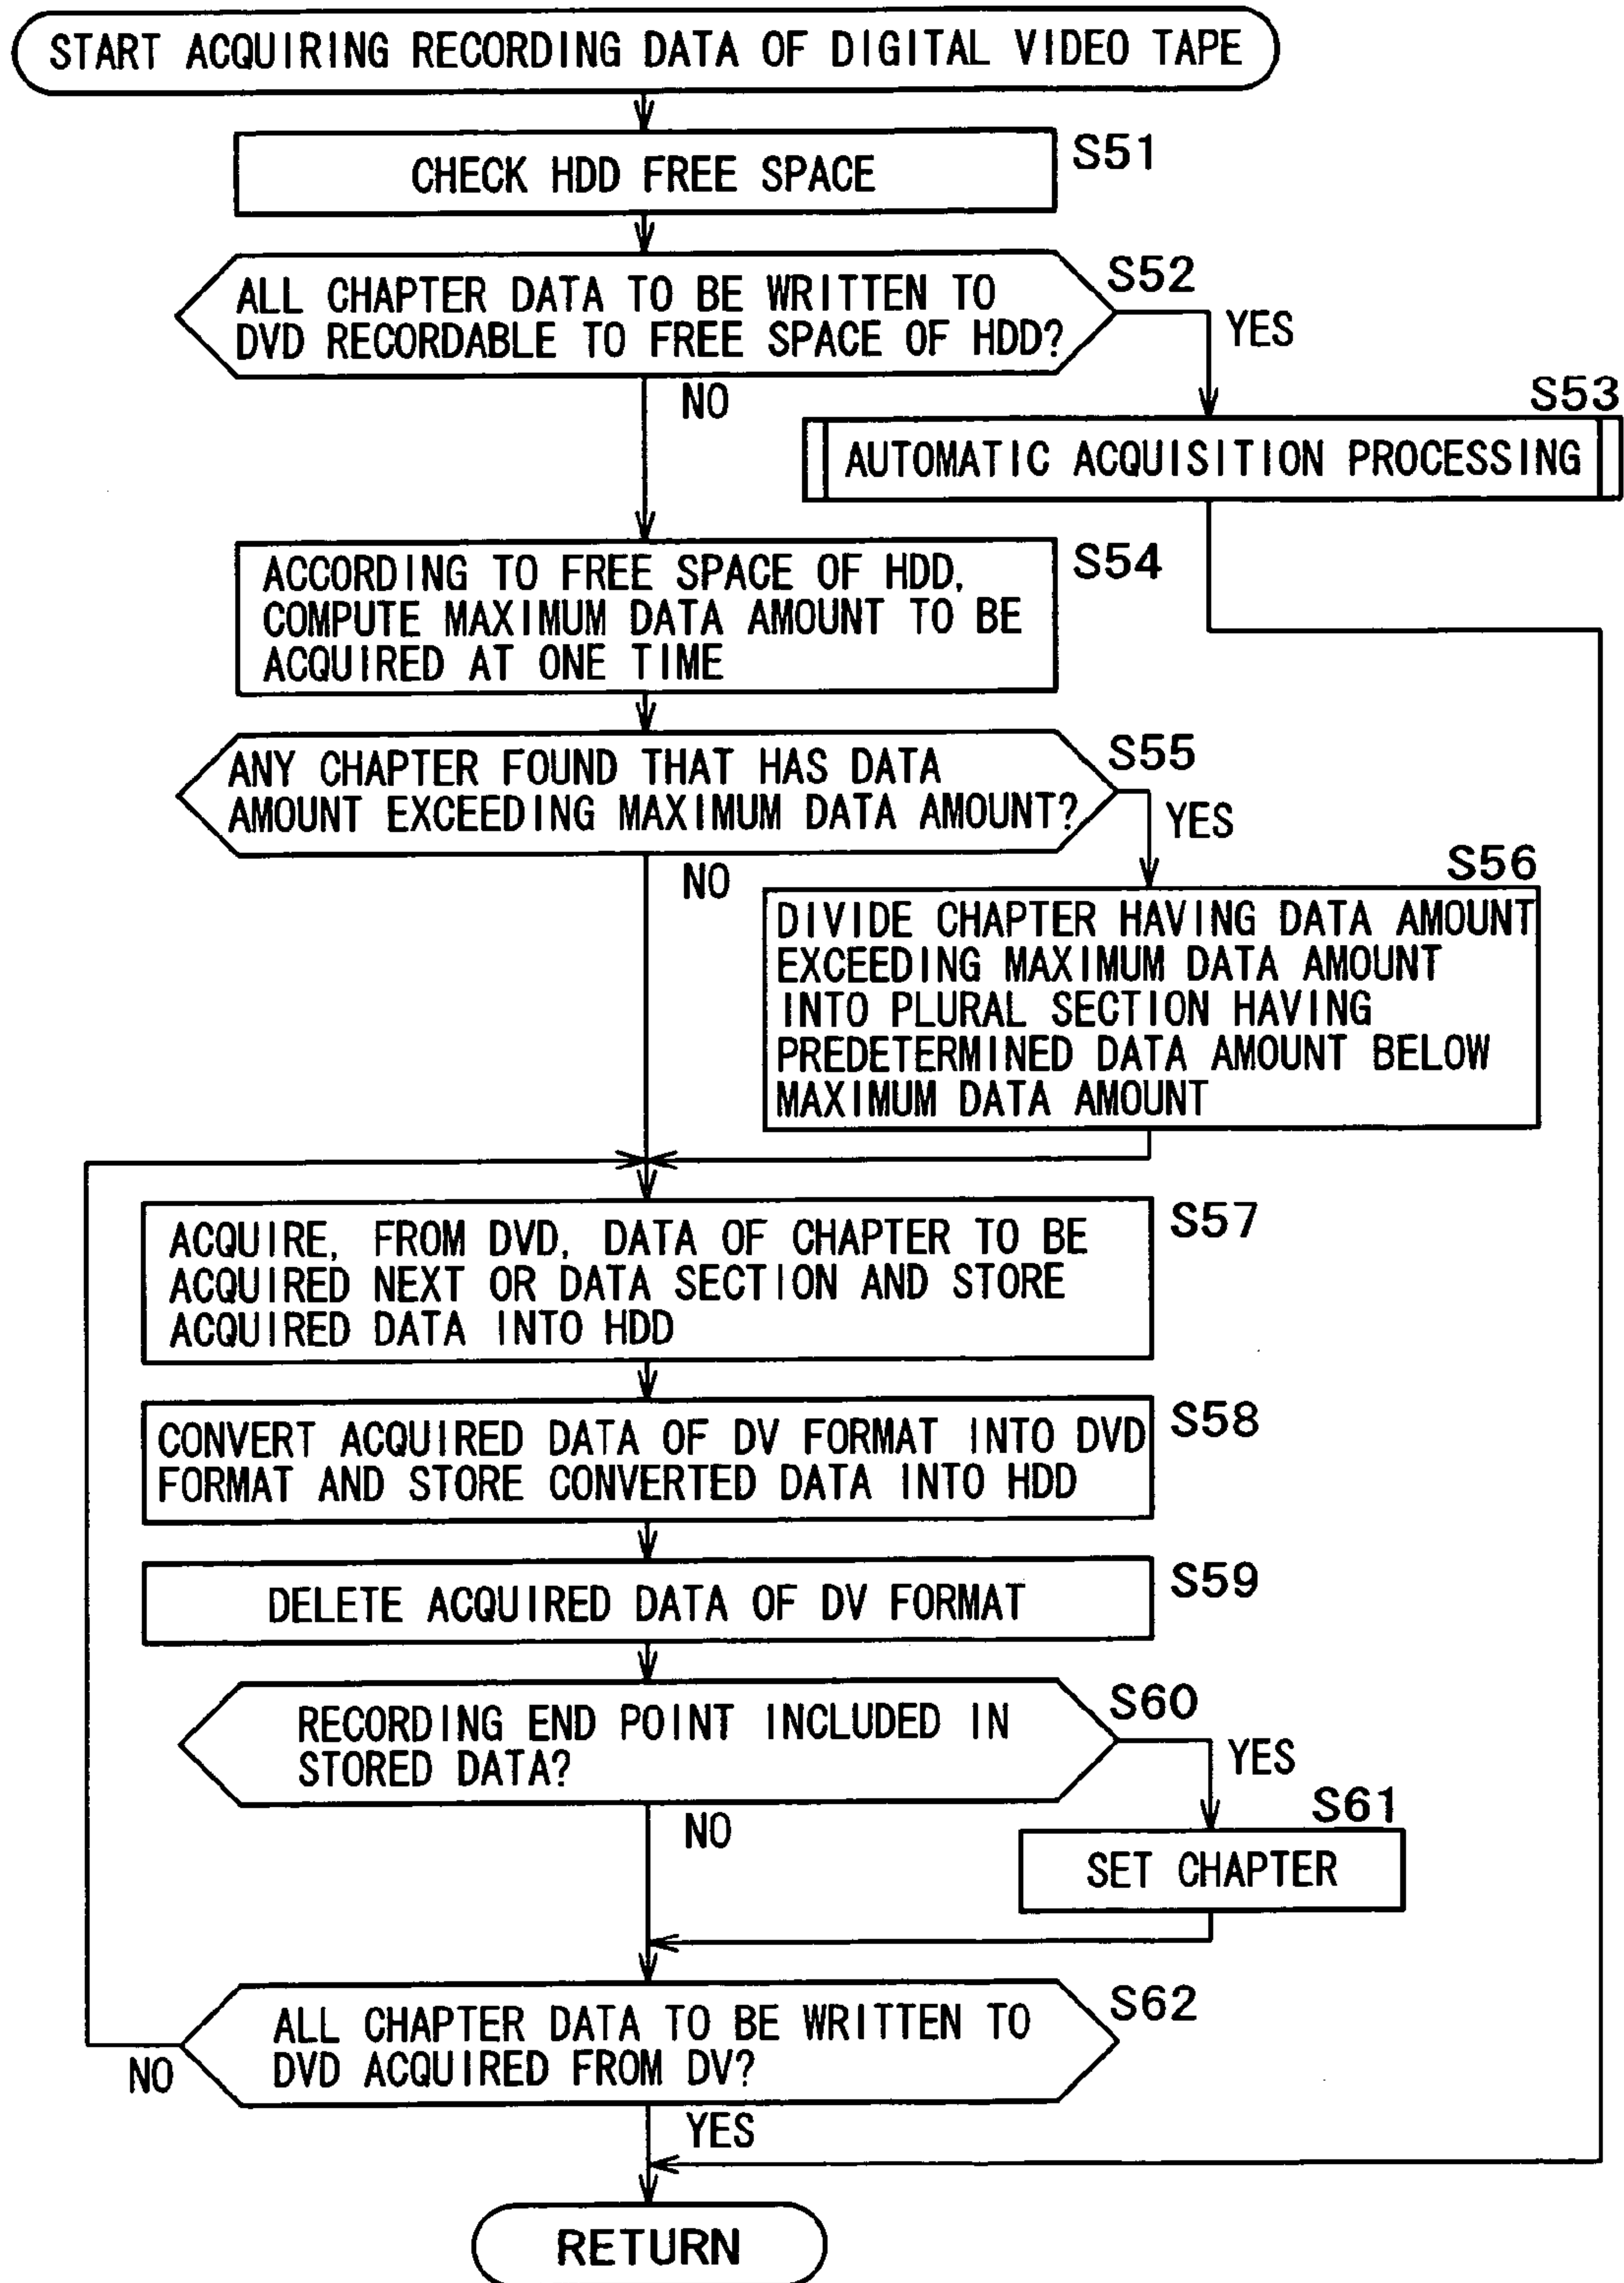 START ACQUIRING RECORDING DATA OF DIGITAL VIDEO TAPE
CHECK HDD FREE SPACE
S51
ALL CHAPTER DATA TO BE WRITTEN TO
DVD RECORDABLE TO FREE SPACE OF HDD?
S52
YES
NO
S53
AUTOMATIC ACQUISITION PROCESSING
ACCORDING TO FREE SPACE OF HDD,
COMPUTE MAXIMUM DATA AMOUNT TO BE
ACQUIRED AT ONE TIME
S54
ANY CHAPTER FOUND THAT HAS DATA
AMOUNT EXCEEDING MAXIMUM DATA AMOUNT?
S55
YES
NO
S56
DIVIDE CHAPTER HAVING DATA AMOUNT
EXCEEDING MAXIMUM DATA AMOUNT
INTO PLURAL SECTION HAVING
PREDETERMINED DATA AMOUNT BELOW
MAXIMUM DATA AMOUNT
ACQUIRE, FROM DVD, DATA OF CHAPTER TO BE
ACQUIRED NEXT OR DATA SECTION AND STORE
ACQUIRED DATA INTO HDD
S57
CONVERT ACQUIRED DATA OF DV FORMAT INTO DVD
FORMAT AND STORE CONVERTED DATA INTO HDD
S58
DELETE ACQUIRED DATA OF DV FORMAT
S59
RECORDING END POINT INCLUDED IN
STORED DATA?
S60
YES
NO
S61
SET CHAPTER
ALL CHAPTER DATA TO BE WRITTEN TO
DVD ACQUIRED FROM DV?
S62
NO
YES
RETURN